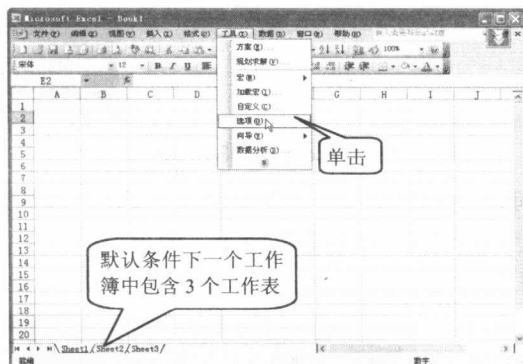 Microsoft Excel - Book1
文件(F) 编辑(E) 视图(V) 插入(I) 格式(O) 工具(T) 数据(D) 窗口(W) 帮助(H)
100%
宋体 12 B I U
E2 fx
A B C D G H I J
方案(E)...
规划求解(V)...
宏(M)
加载宏(I)...
自定义(C)...
选项(O)...
向导(Z)
数据分析(D)...
单击
1
2
3
4
5
6
7
8
9
10
11
12
13
14
15
16
17
18
19
20
默认条件下一个工作
簿中包含 3 个工作表
Sheet1 / Sheet2 / Sheet3 /
就绪 数字